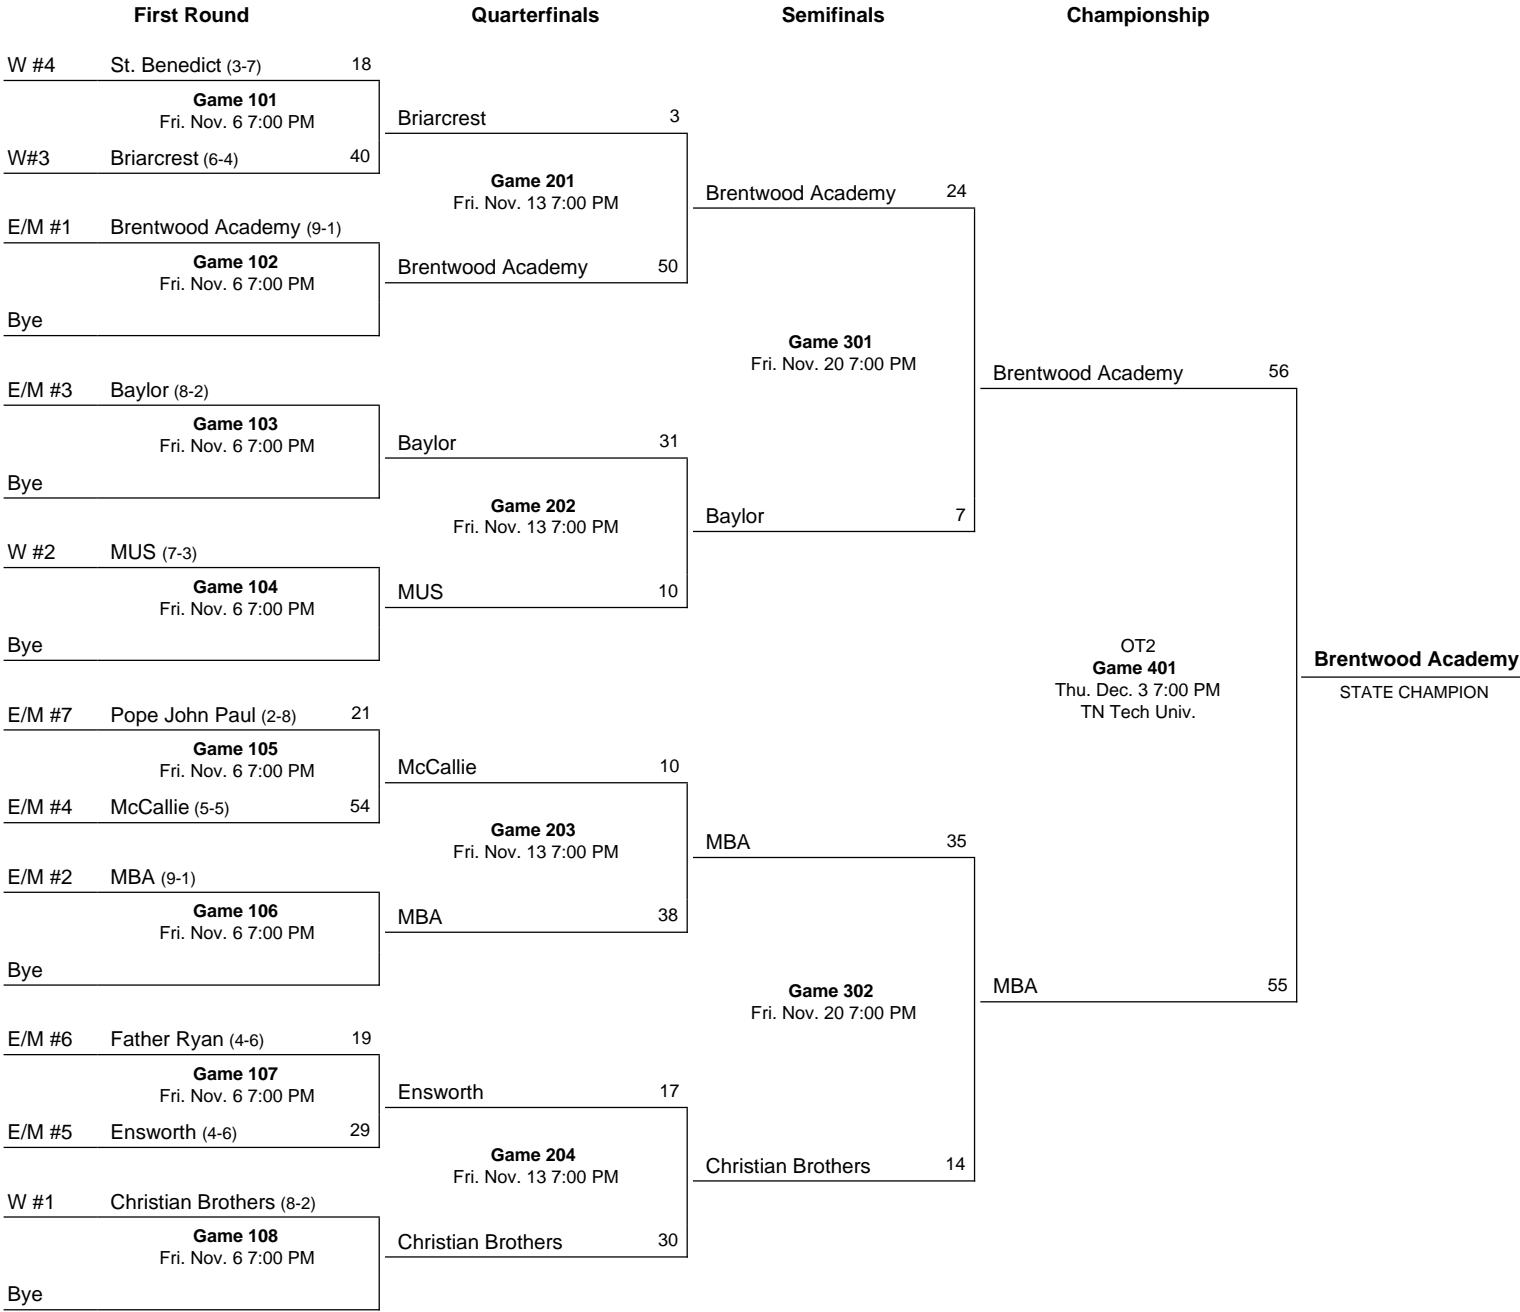 First Round Quarterfinals Semifinals Championship
W #4 St. Benedict (3-7) 18
Game 101
Fri. Nov. 6 7:00 PM
W#3 Briarcrest (6-4) 40
E/M #1 Brentwood Academy (9-1)
Game 102
Fri. Nov. 6 7:00 PM
Bye
E/M #3 Baylor (8-2)
Game 103
Fri. Nov. 6 7:00 PM
Bye
W #2 MUS (7-3)
Game 104
Fri. Nov. 6 7:00 PM
Bye
E/M #7 Pope John Paul (2-8) 21
Game 105
Fri. Nov. 6 7:00 PM
E/M #4 McCallie (5-5) 54
E/M #2 MBA (9-1)
Game 106
Fri. Nov. 6 7:00 PM
Bye
E/M #6 Father Ryan (4-6) 19
Game 107
Fri. Nov. 6 7:00 PM
E/M #5 Ensworth (4-6) 29
W #1 Christian Brothers (8-2)
Game 108
Fri. Nov. 6 7:00 PM
Bye
Briarcrest 3
Game 201
Fri. Nov. 13 7:00 PM
Brentwood Academy 50
Baylor 31
Game 202
Fri. Nov. 13 7:00 PM
MUS 10
McCallie 10
Game 203
Fri. Nov. 13 7:00 PM
MBA 38
Ensworth 17
Game 204
Fri. Nov. 13 7:00 PM
Christian Brothers 30
Brentwood Academy 24
Game 301
Fri. Nov. 20 7:00 PM
Baylor 7
MBA 35
Game 302
Fri. Nov. 20 7:00 PM
Christian Brothers 14
Brentwood Academy 56
OT2
Game 401
Thu. Dec. 3 7:00 PM
TN Tech Univ.
MBA 55
Brentwood Academy
STATE CHAMPION